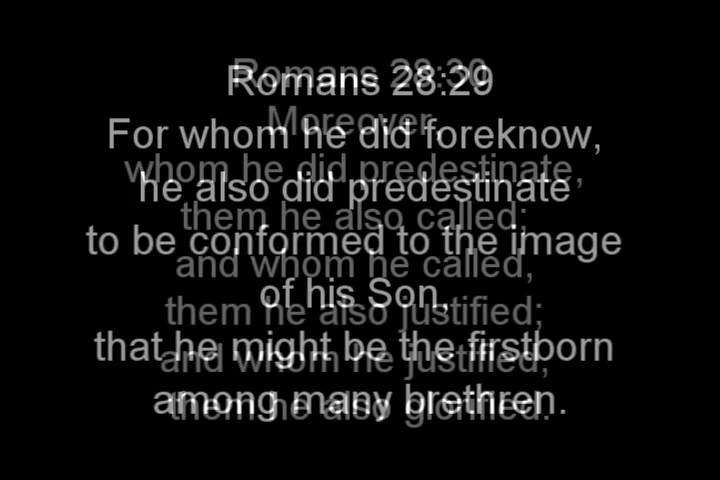 Romans 28:29
For whom he did foreknow,
he also did predestinate
to be conformed to the image
of his Son,
that he might be the firstborn
among many brethren.
Romans 28:30
Moreover,
whom he did predestinate,
them he also called;
and whom he called,
them he also justified;
and whom he justified,
them he also glorified.